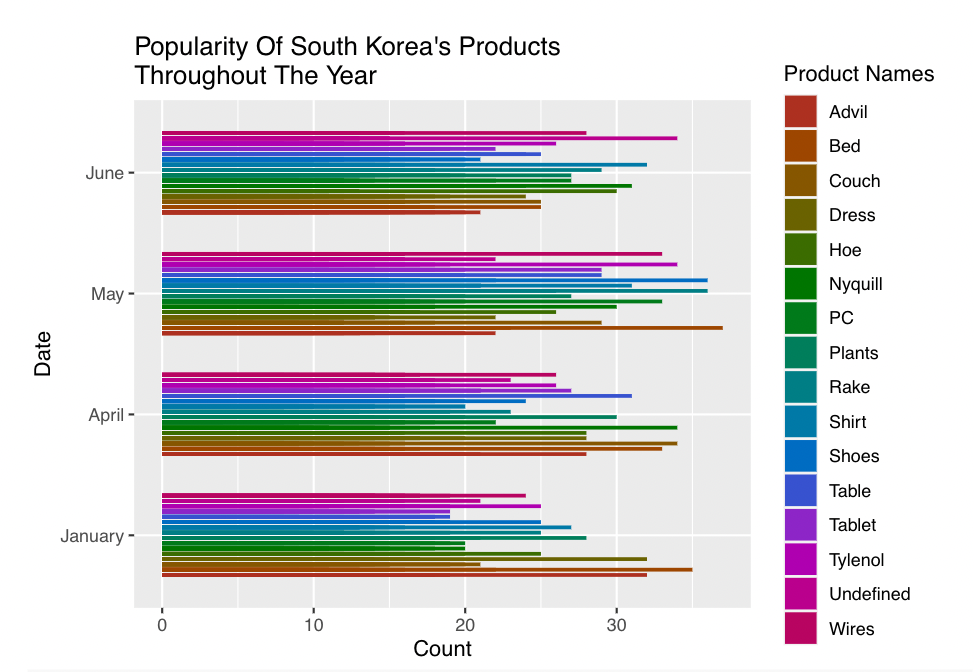 Popularity Of South Korea's Products
Throughout The Year
Product Names
Advil
Bed
Couch
Dress
Hoe
Nyquill
PC
Plants
Rake
Shirt
Shoes
Table
Tablet
Tylenol
Undefined
Wires
Date
June
May
April
January
0 10 20 30
Count